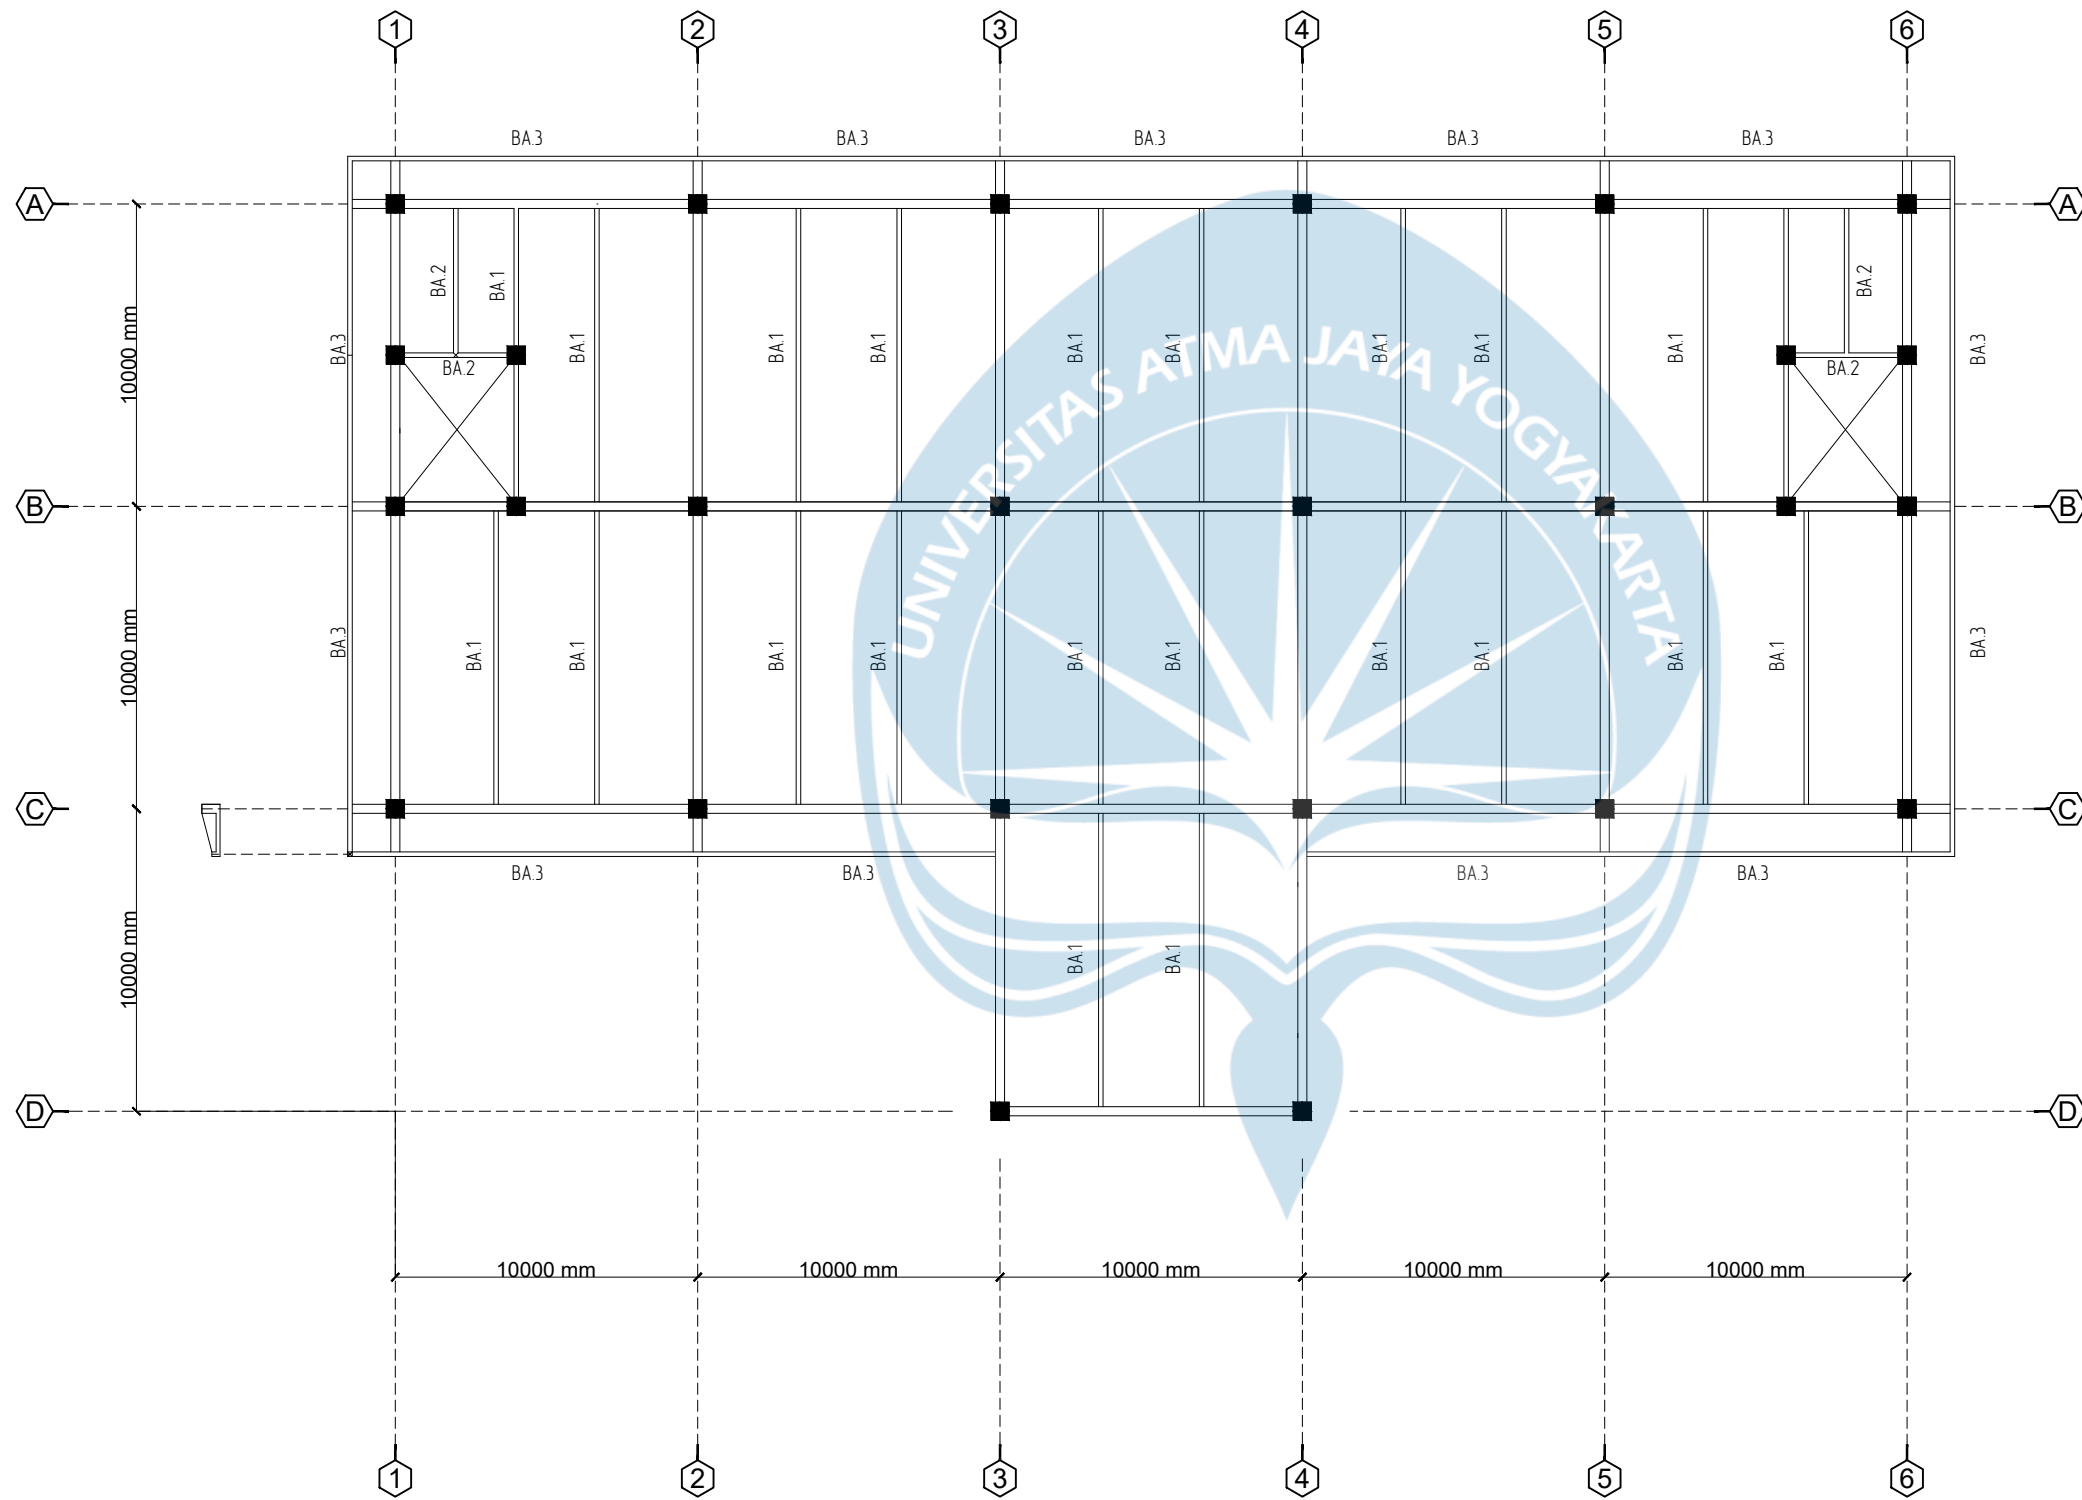 1 2 3 4 5 6
BA.3 BA.3 BA.3 BA.3 BA.3
A A
BA.2 BA.1 BA.2
10000 mm BA.3 BA.1 BA.1 BA.1 BA.1 BA.1 BA.1 BA.1 BA.1 BA.3
BA.2 BA.2
UNIVERSITAS ATMA JAYA YOGYAKARTA
B B
10000 mm BA.3 BA.1 BA.1 BA.1 BA.1 BA.1 BA.1 BA.1 BA.1 BA.1 BA.1 BA.3
C C
BA.3 BA.3 BA.3 BA.3
10000 mm BA.1 BA.1
D D
10000 mm 10000 mm 10000 mm 10000 mm 10000 mm
1 2 3 4 5 6